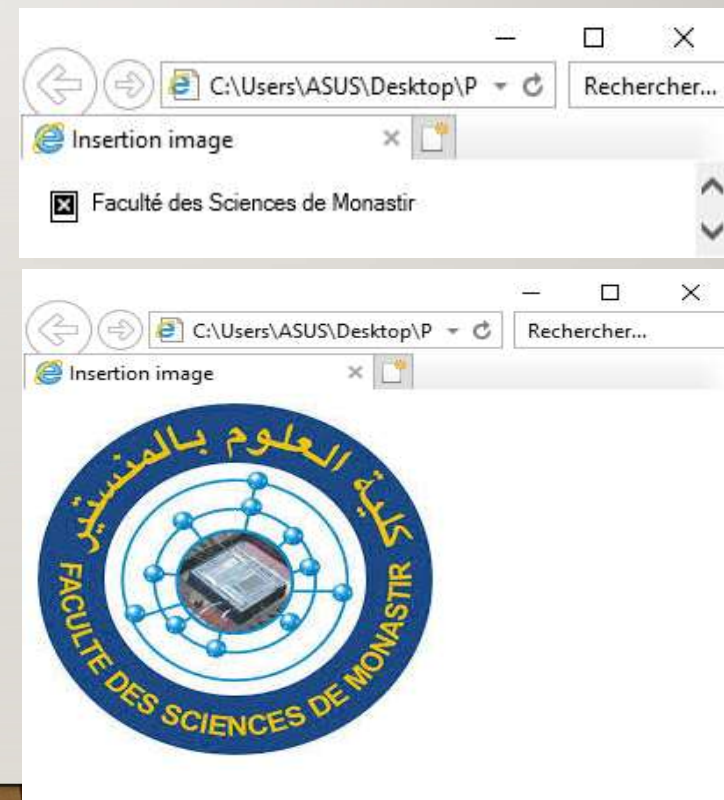 C:\Users\ASUS\Desktop\P
Rechercher...
Insertion image
Faculté des Sciences de Monastir
C:\Users\ASUS\Desktop\P
Rechercher...
Insertion image
كلية العلوم بالمنستير
FACULTE DES SCIENCES DE MONASTIR